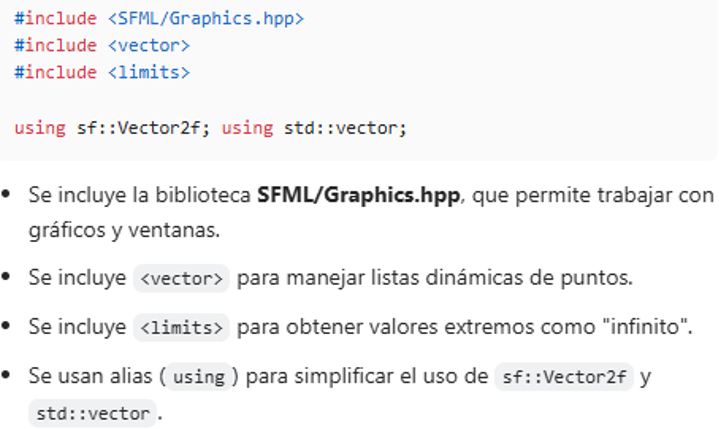 #include <SFML/Graphics.hpp>
#include <vector>
#include <limits>
using sf::Vector2f; using std::vector;
• Se incluye la biblioteca SFML/Graphics.hpp, que permite trabajar con
gráficos y ventanas.
• Se incluye <vector> para manejar listas dinámicas de puntos.
• Se incluye <limits> para obtener valores extremos como "infinito".
• Se usan alias (using) para simplificar el uso de sf::Vector2f y
std::vector.